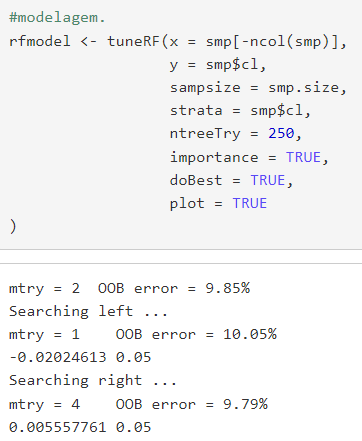 #modelagem.
rfmodel <- tuneRF(x = smp[-ncol(smp)],
                  y = smp$cl,
                  sampsize = smp.size,
                  strata = smp$cl,
                  ntreeTry = 250,
                  importance = TRUE,
                  doBest = TRUE,
                  plot = TRUE
)
mtry = 2  OOB error = 9.85%
Searching left ...
mtry = 1    OOB error = 10.05%
-0.02024613 0.05
Searching right ...
mtry = 4    OOB error = 9.79%
0.005557761 0.05